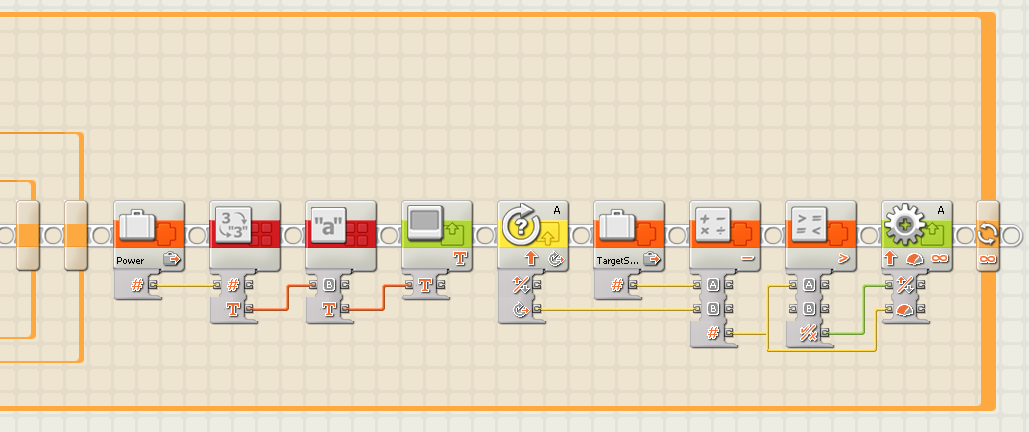 Power
3
"3"
"a"
A
TargetS...
+ -
× ÷
> =
= <
A
#
T
#
T
B
T
T
#
A
B
#
A
B